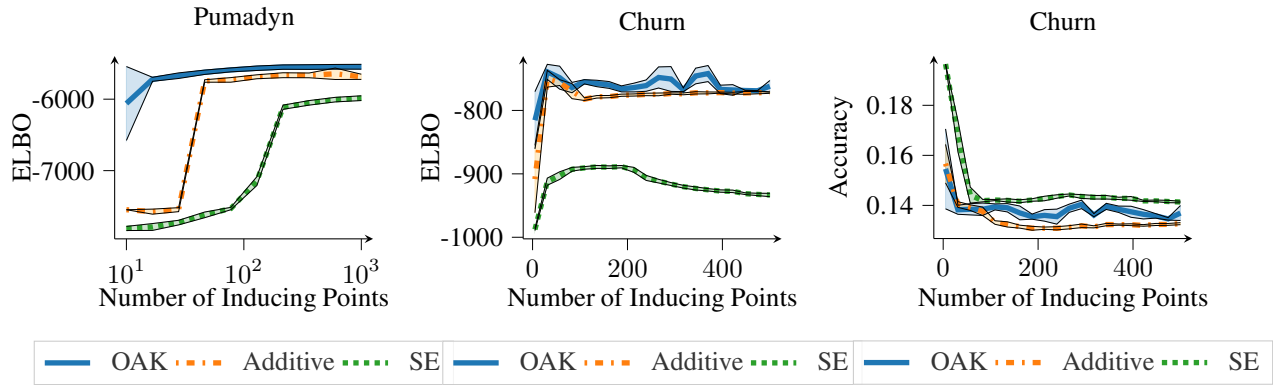 Pumadyn
ELBO
-6000
-7000
10^1
10^2
10^3
Number of Inducing Points
OAK Additive SE
Churn
ELBO
-800
-900
-1000
0
200
400
Number of Inducing Points
OAK Additive SE
Churn
Accuracy
0.18
0.16
0.14
0
200
400
Number of Inducing Points
OAK Additive SE